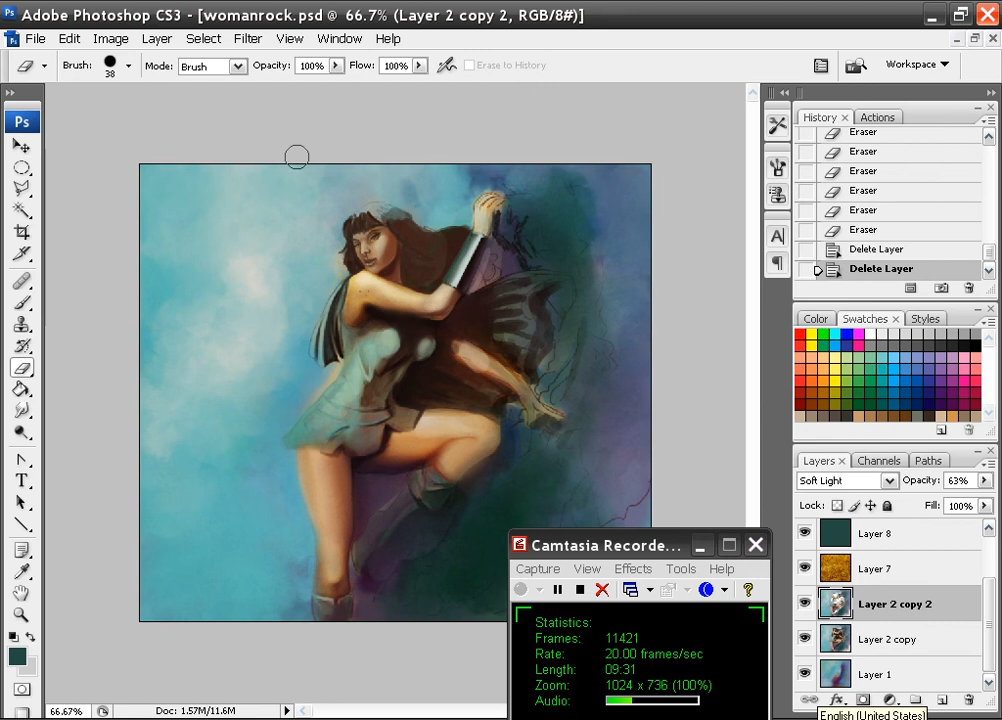 Ps Adobe Photoshop CS3 - [womanrock.psd @ 66.7% (Layer 2 copy 2, RGB/8#)]
File Edit Image Layer Select Filter View Window Help
Brush: 38 Mode: Brush Opacity: 100% Flow: 100% Erase to History Workspace
Ps
T
History Actions
Eraser
Eraser
Eraser
Eraser
Eraser
Eraser
Delete Layer
Delete Layer
A
Color Swatches Styles
Layers Channels Paths
Soft Light Opacity: 63%
Lock: Fill: 100%
Layer 8
Layer 7
Layer 2 copy 2
Layer 2 copy
Layer 1
fx
English (United States)
Camtasia Recorde...
Capture View Effects Tools Help
Statistics:
Frames: 11421
Rate: 20.00 frames/sec
Length: 09:31
Zoom: 1024 x 736 (100%)
Audio:
66.67% Doc: 1.57M/11.6M